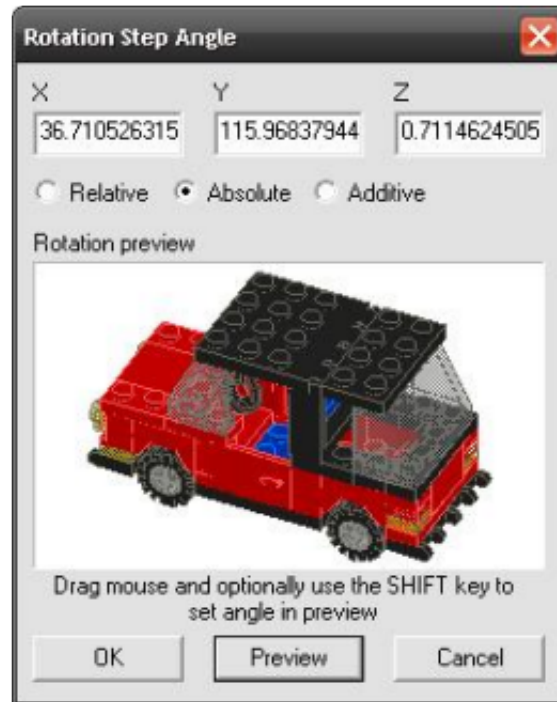 Rotation Step Angle
X Y Z
36.710526315 115.96837944 0.7114624505
Relative Absolute Additive
Rotation preview
Drag mouse and optionally use the SHIFT key to
set angle in preview
OK Preview Cancel